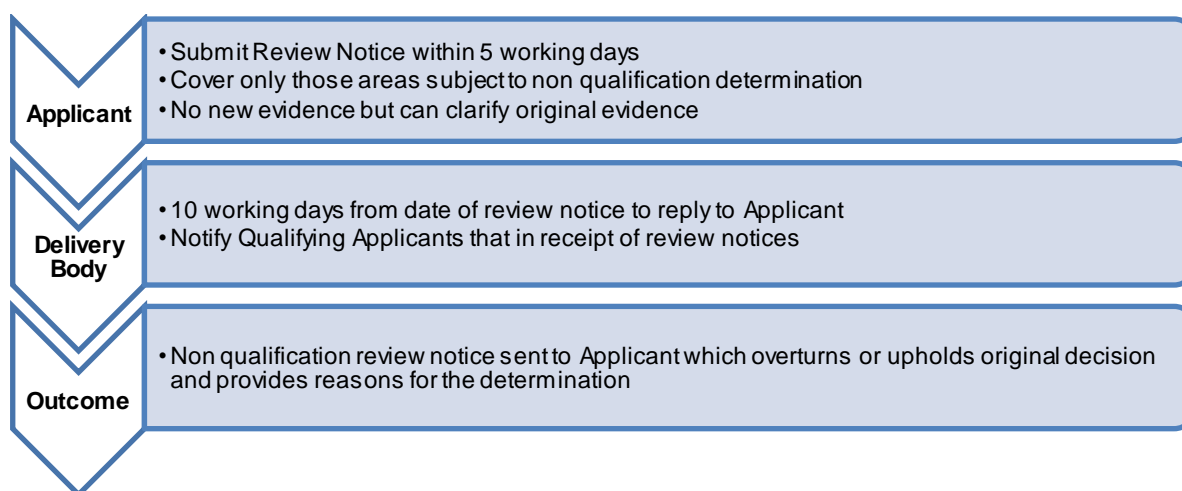 Applicant
• Submit Review Notice within 5 working days
• Cover only those areas subject to non qualification determination
• No new evidence but can clarify original evidence
Delivery
Body
• 10 working days from date of review notice to reply to Applicant
• Notify Qualifying Applicants that in receipt of review notices
Outcome
• Non qualification review notice sent to Applicant which overturns or upholds original decision
and provides reasons for the determination